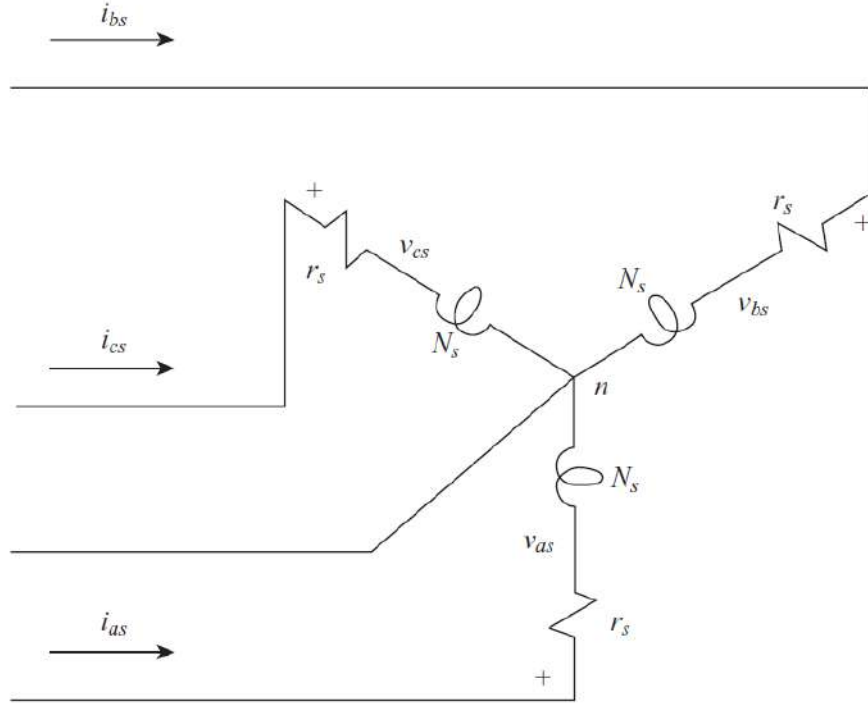 i_bs
+
r_s
v_cs
r_s
+
N_s
v_bs
N_s
i_cs
n
N_s
v_as
i_as
r_s
+